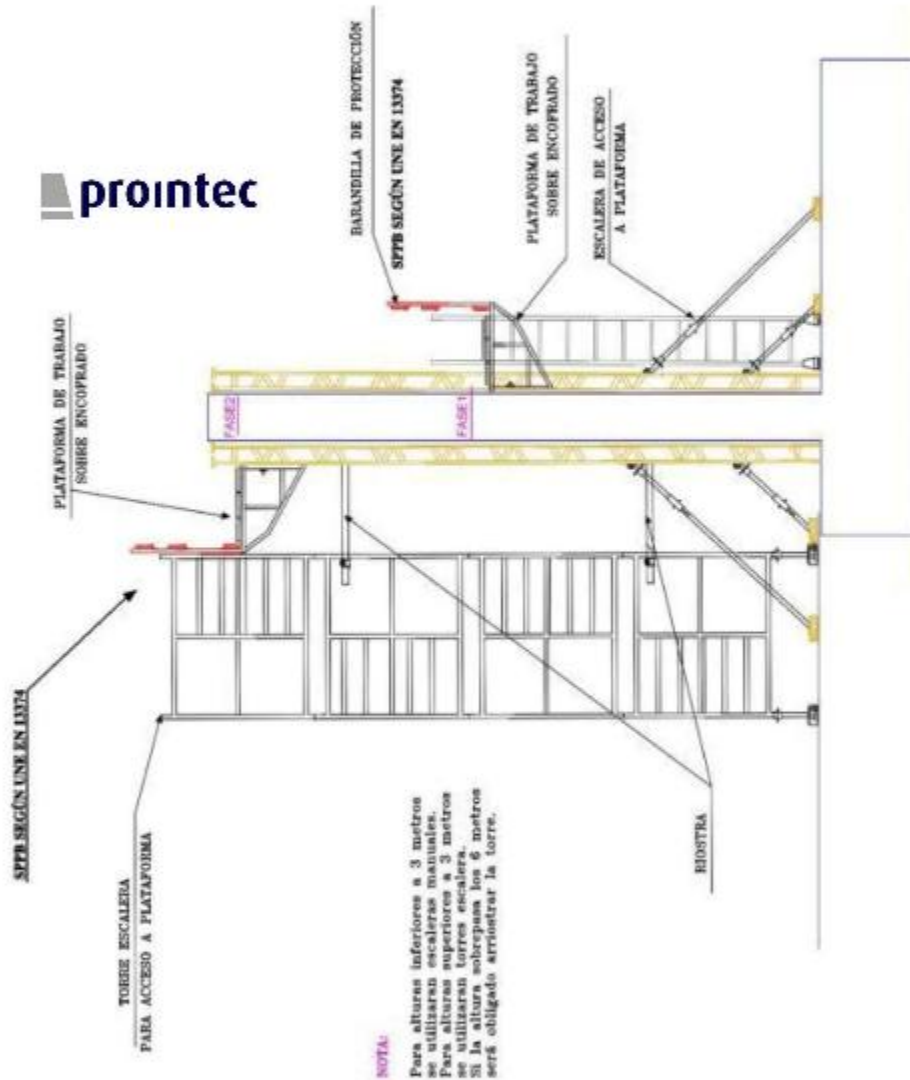 prointec
SPPB SEGÚN UNE EN 13374
PLATAFORMA DE TRABAJO
SOBRE ENCOFRADO
BARANDILLA DE PROTECCIÓN
SPPB SEGÚN UNE EN 13374
TORRE ESCALERA
PARA ACCESO A PLATAFORMA
FASE2
FASE1
PLATAFORMA DE TRABAJO
SOBRE ENCOFRADO
ESCALERA DE ACCESO
A PLATAFORMA
NOTA:
Para alturas inferiores a 3 metros
se utilizaran escaleras manuales.
Para alturas superiores a 3 metros
se utilizaran torres escalera.
Si la altura sobrepasa los 6 metros
será obligado arriostrar la torre.
RIOSTRA